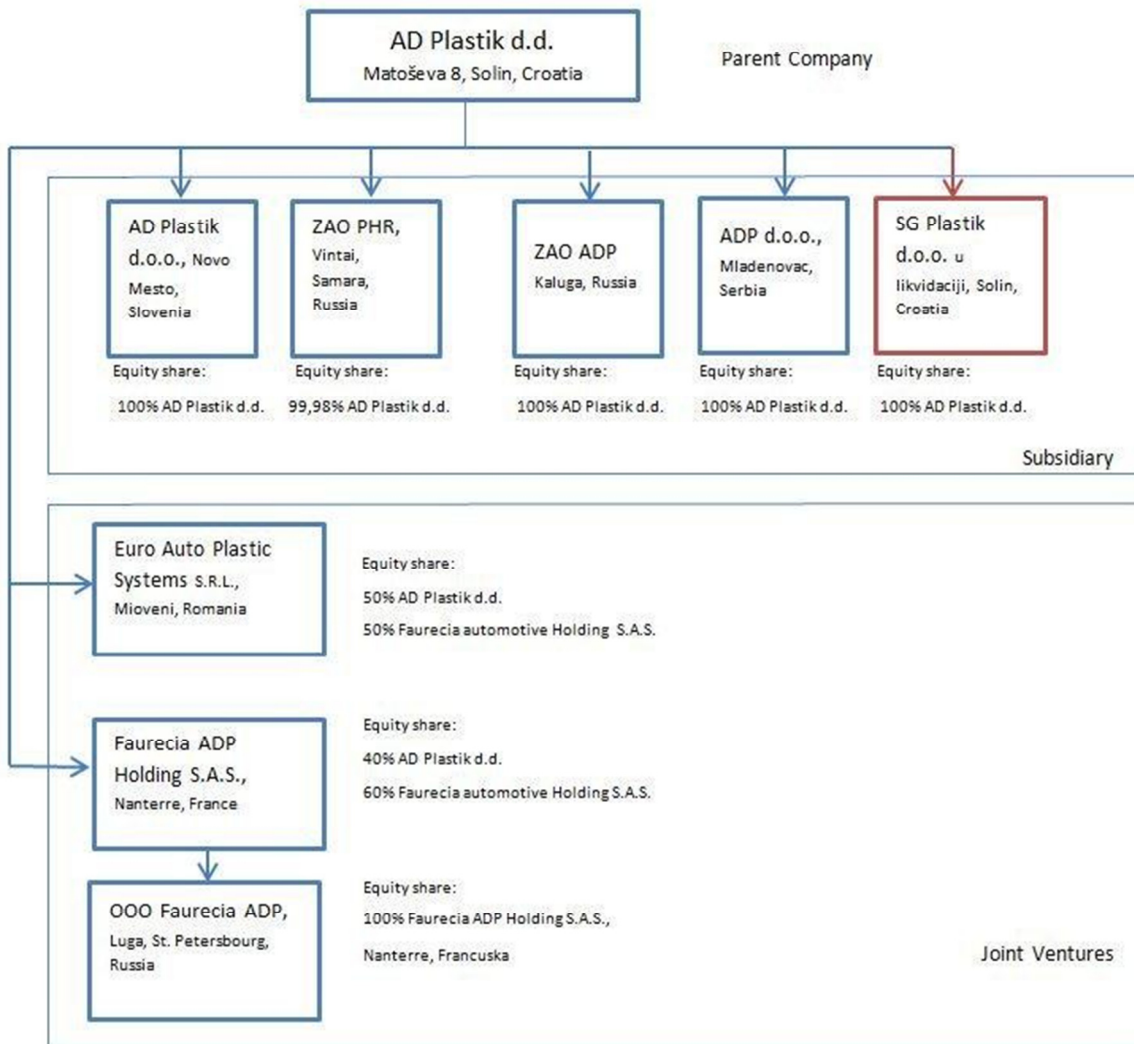 AD Plastik d.d.
Matoševa 8, Solin, Croatia
Parent Company
AD Plastik
d.o.o., Novo
Mesto,
Slovenia
Equity share:
100% AD Plastik d.d.
ZAO PHR,
Vintai,
Samara,
Russia
Equity share:
99,98% AD Plastik d.d.
ZAO ADP
Kaluga, Russia
Equity share:
100% AD Plastik d.d.
ADP d.o.o.,
Mladenovac,
Serbia
Equity share:
100% AD Plastik d.d.
SG Plastik
d.o.o. u
likvidaciji, Solin,
Croatia
Equity share:
100% AD Plastik d.d.
Subsidiary
Euro Auto Plastic
Systems S.R.L.,
Mioveni, Romania
Equity share:
50% AD Plastik d.d.
50% Faurecia automotive Holding S.A.S.
Faurecia ADP
Holding S.A.S.,
Nanterre, France
Equity share:
40% AD Plastik d.d.
60% Faurecia automotive Holding S.A.S.
OOO Faurecia ADP,
Luga, St. Petersbourg,
Russia
Equity share:
100% Faurecia ADP Holding S.A.S.,
Nanterre, Francuska
Joint Ventures